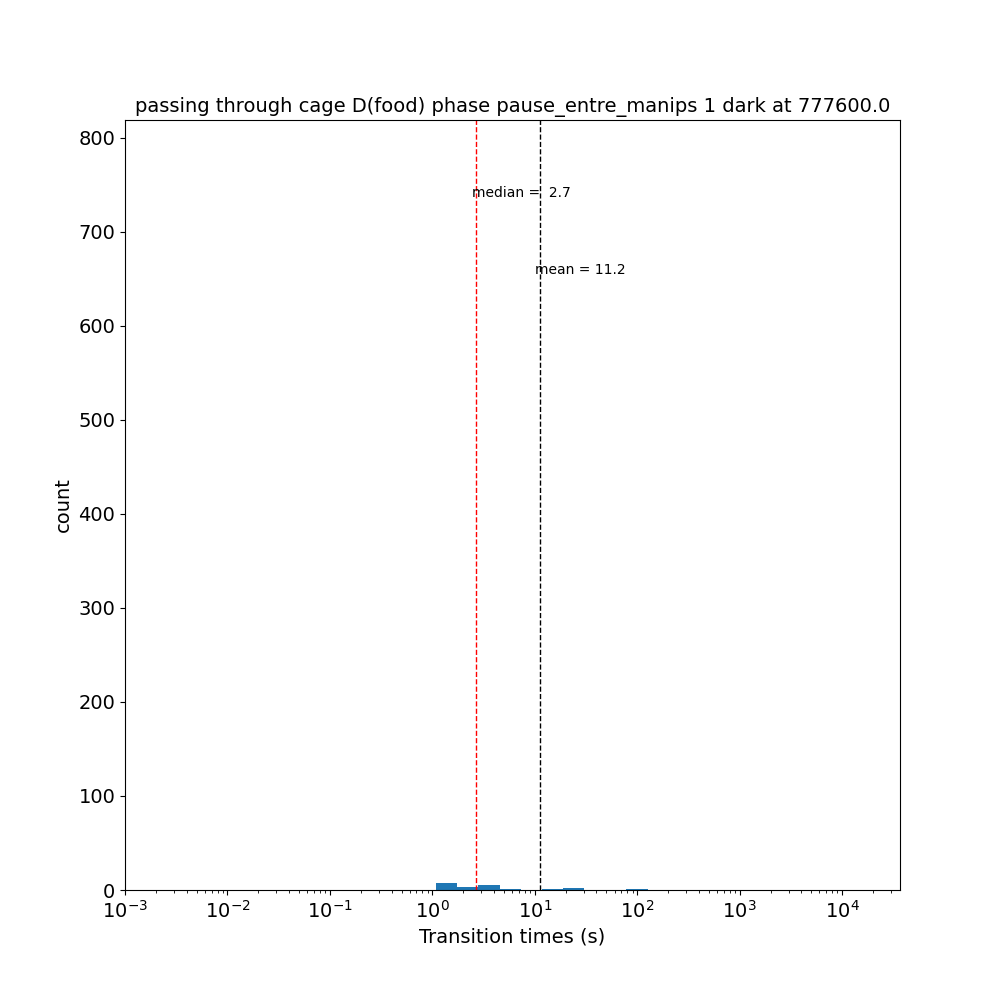 passing through cage D(food) phase pause_entre_manips 1 dark at 777600.0
800
median =  2.7
700
mean = 11.2
600
500
400
count
300
200
100
0
10⁻³ 10⁻² 10⁻¹ 10⁰ 10¹ 10² 10³ 10⁴
Transition times (s)